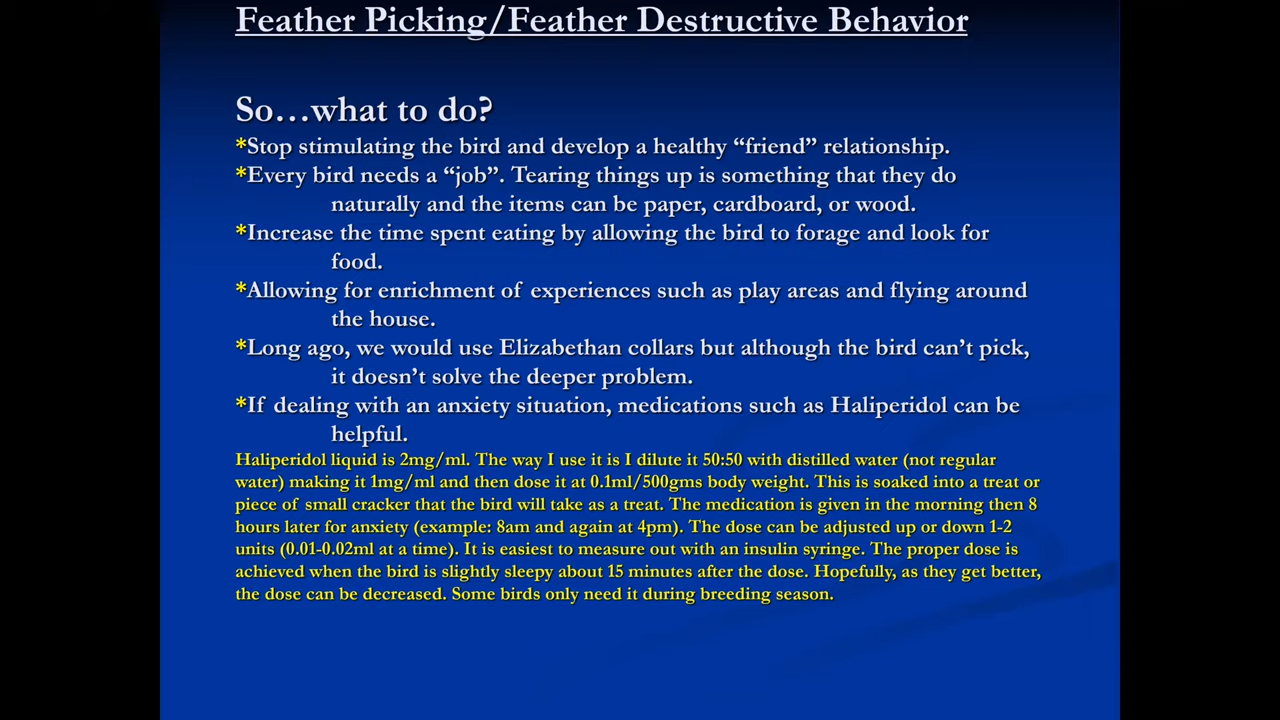 Feather Picking/Feather Destructive Behavior
So…what to do?
*Stop stimulating the bird and develop a healthy “friend” relationship.
*Every bird needs a “job”. Tearing things up is something that they do
naturally and the items can be paper, cardboard, or wood.
*Increase the time spent eating by allowing the bird to forage and look for
food.
*Allowing for enrichment of experiences such as play areas and flying around
the house.
*Long ago, we would use Elizabethan collars but although the bird can’t pick,
it doesn’t solve the deeper problem.
*If dealing with an anxiety situation, medications such as Haliperidol can be
helpful.
Haliperidol liquid is 2mg/ml. The way I use it is I dilute it 50:50 with distilled water (not regular
water) making it 1mg/ml and then dose it at 0.1ml/500gms body weight. This is soaked into a treat or
piece of small cracker that the bird will take as a treat. The medication is given in the morning then 8
hours later for anxiety (example: 8am and again at 4pm). The dose can be adjusted up or down 1-2
units (0.01-0.02ml at a time). It is easiest to measure out with an insulin syringe. The proper dose is
achieved when the bird is slightly sleepy about 15 minutes after the dose. Hopefully, as they get better,
the dose can be decreased. Some birds only need it during breeding season.